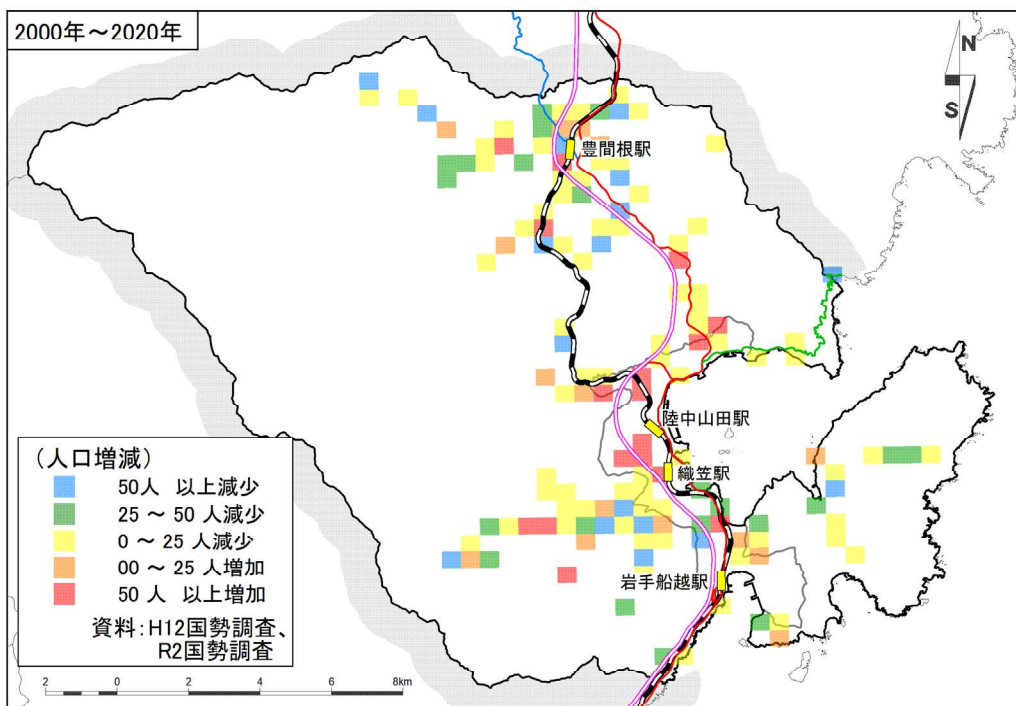 2000年～2020年
N
S
豊間根駅
陸中山田駅
織笠駅
岩手船越駅
（人口増減）
50人 以上減少
25 ～ 50 人減少
0 ～ 25 人減少
00 ～ 25 人増加
50 人 以上増加
資料：H12国勢調査、
R2国勢調査
2 0 2 4 6 8km